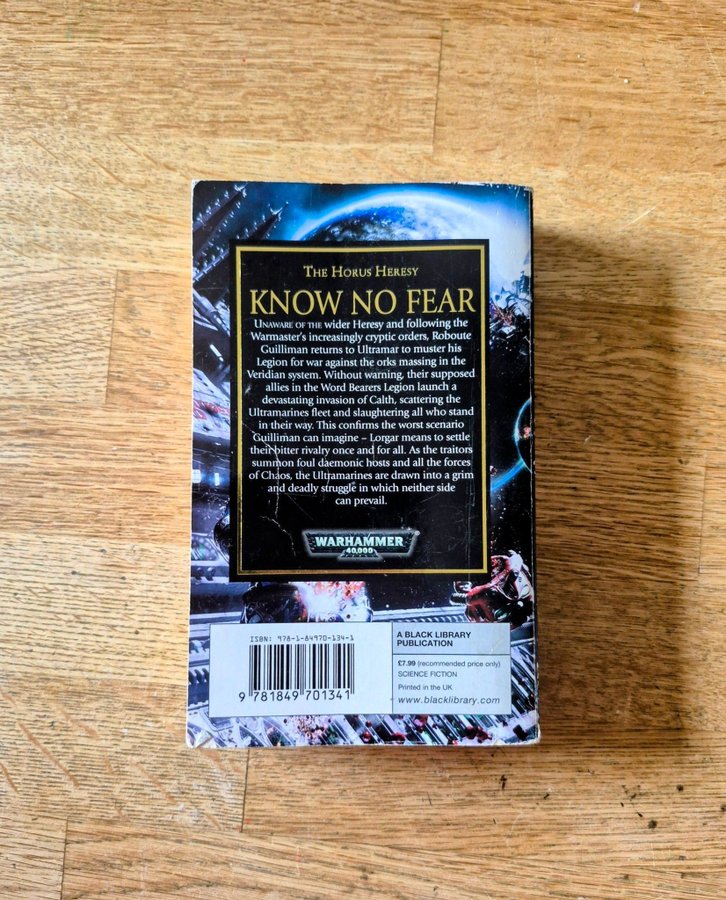 THE HORUS HERESY
KNOW NO FEAR
UNAWARE OF THE wider Heresy and following the
Warmaster's increasingly cryptic orders, Roboute
Guilliman returns to Ultramar to muster his
Legion for war against the orks massing in the
Veridian system. Without warning, their supposed
allies in the Word Bearers Legion launch a
devastating invasion of Calth, scattering the
Ultramarines fleet and slaughtering all who stand
in their way. This confirms the worst scenario
Guilliman can imagine – Lorgar means to settle
their bitter rivalry once and for all. As the traitors
summon foul daemonic hosts and all the forces
of Chaos, the Ultramarines are drawn into a grim
and deadly struggle in which neither side
can prevail.
WARHAMMER
40,000
ISBN: 978-1-84970-134-1
9 781849 701341
A BLACK LIBRARY
PUBLICATION
£7.99 (recommended price only)
SCIENCE FICTION
Printed in the UK
www.blacklibrary.com